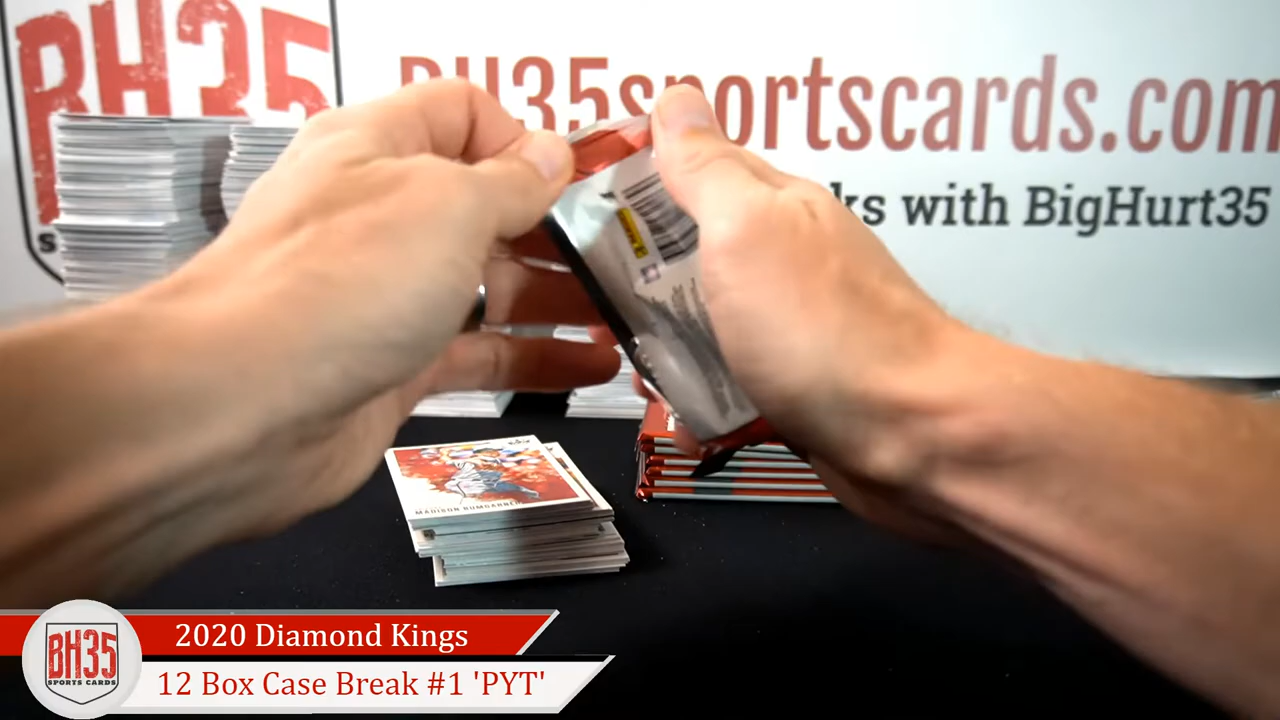 BH35
BH35sportscards.com
ks with BigHurt35
MADISON BUMGARNER
2020 Diamond Kings
BH35
SPORTS CARDS
12 Box Case Break #1 'PYT'